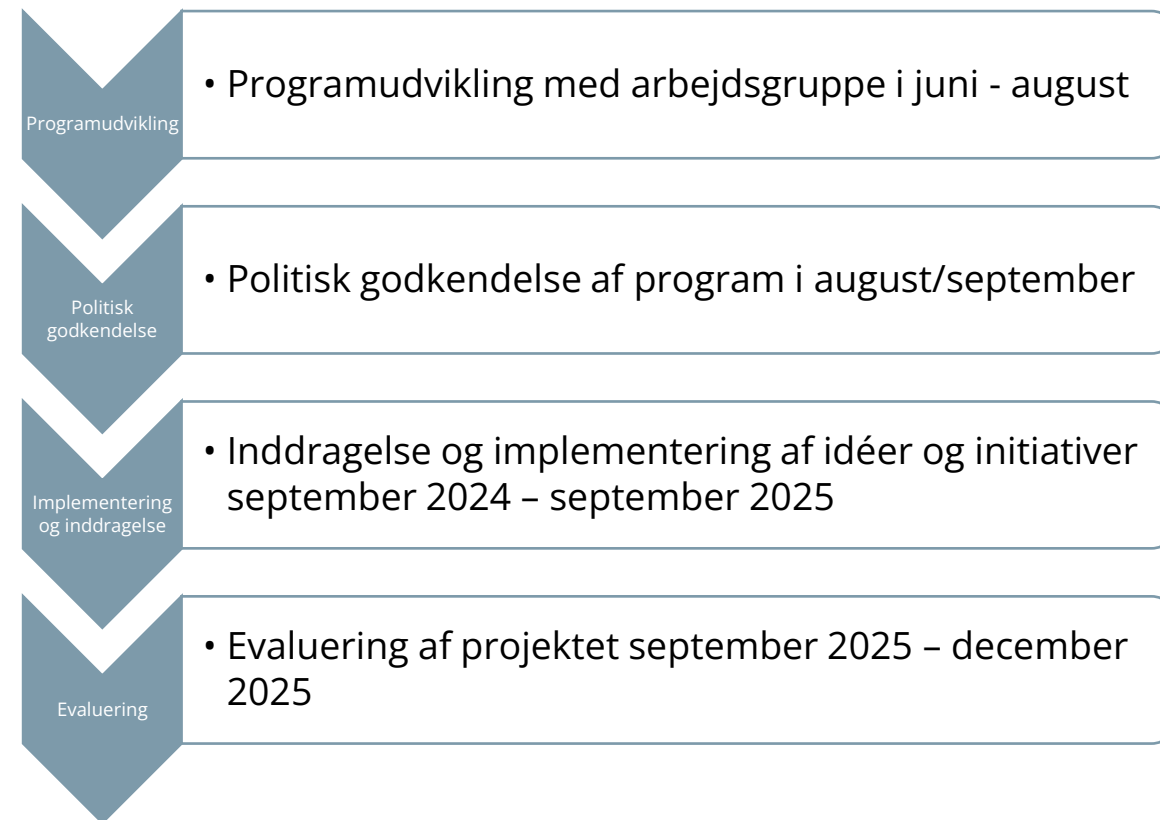 Programudvikling
• Programudvikling med arbejdsgruppe i juni - august
Politisk
godkendelse
• Politisk godkendelse af program i august/september
Implementering
og inddragelse
• Inddragelse og implementering af idéer og initiativer
september 2024 – september 2025
Evaluering
• Evaluering af projektet september 2025 – december
2025